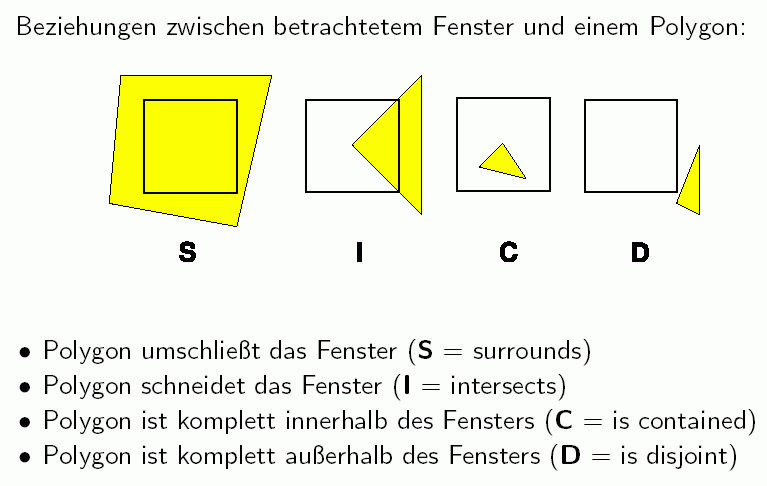 Beziehungen zwischen betrachtetem Fenster und einem Polygon:
S I C D
• Polygon umschließt das Fenster (S = surrounds)
• Polygon schneidet das Fenster (I = intersects)
• Polygon ist komplett innerhalb des Fensters (C = is contained)
• Polygon ist komplett außerhalb des Fensters (D = is disjoint)